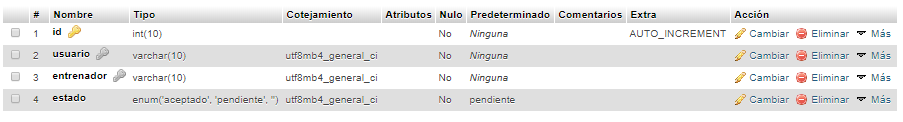 # Nombre Tipo Cotejamiento Atributos Nulo Predeterminado Comentarios Extra Acción
1 id int(10) No Ninguna AUTO_INCREMENT Cambiar Eliminar Más
2 usuario varchar(10) utf8mb4_general_ci No Ninguna Cambiar Eliminar Más
3 entrenador varchar(10) utf8mb4_general_ci No Ninguna Cambiar Eliminar Más
4 estado enum('aceptado', 'pendiente', '') utf8mb4_general_ci No pendiente Cambiar Eliminar Más